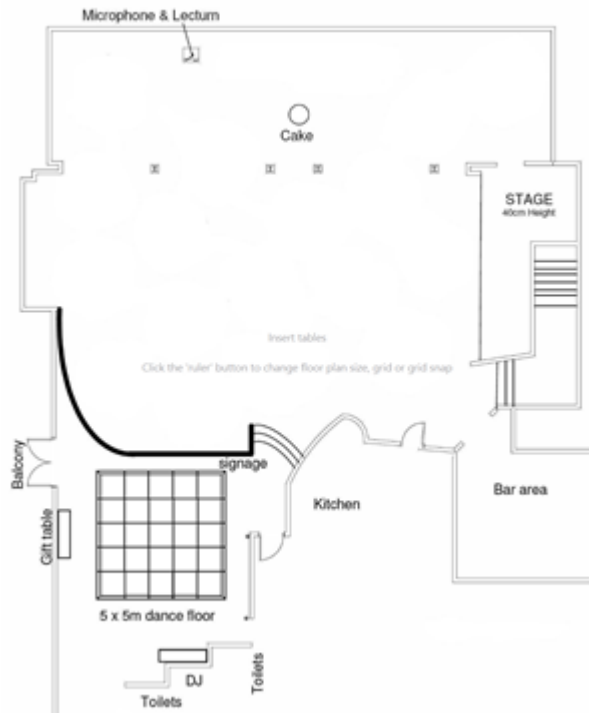 Microphone & Lecturn
Cake
STAGE
40cm Height
Insert tables
Click the 'ruler' button to change floor plan size, grid or grid snap
Balcony
signage
Kitchen
Bar area
Gift table
5 x 5m dance floor
DJ
Toilets
Toilets